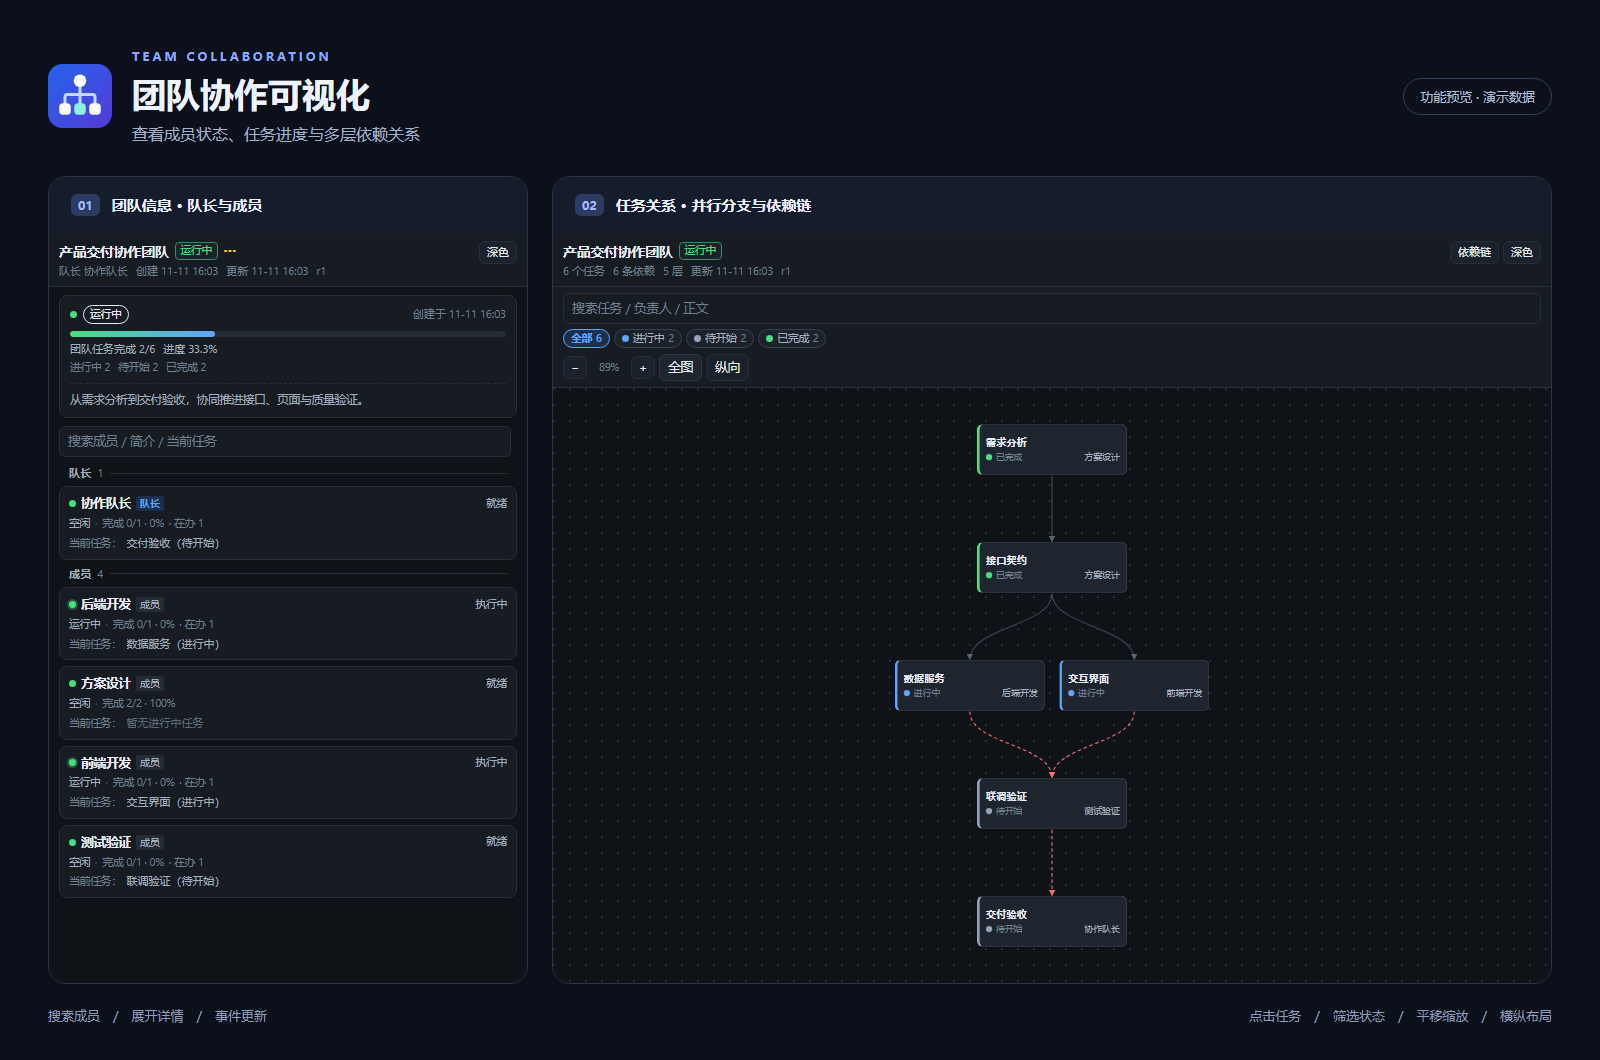 TEAM COLLABORATION
团队协作可视化
查看成员状态、任务进度与多层依赖关系
功能预览 · 演示数据
01 团队信息 • 队长与成员
产品交付协作团队 运行中
深色
队长 协作队长 创建 11-11 16:03 更新 11-11 16:03 r1
运行中
创建于 11-11 16:03
团队任务完成 2/6 进度 33.3%
进行中 2 待开始 2 已完成 2
从需求分析到交付验收，协同推进接口、页面与质量验证。
搜索成员 / 简介 / 当前任务
队长 1
协作队长 队长 就绪
空闲 · 完成 0/1 · 0% · 在办 1
当前任务： 交付验收（待开始）
成员 4
后端开发 成员 执行中
运行中 · 完成 0/1 · 0% · 在办 1
当前任务： 数据服务（进行中）
方案设计 成员 就绪
空闲 · 完成 2/2 · 100%
当前任务： 暂无进行中任务
前端开发 成员 执行中
运行中 · 完成 0/1 · 0% · 在办 1
当前任务： 交互界面（进行中）
测试验证 成员 就绪
空闲 · 完成 0/1 · 0% · 在办 1
当前任务： 联调验证（待开始）
02 任务关系 • 并行分支与依赖链
产品交付协作团队 运行中
依赖链 深色
6 个任务 6 条依赖 5 层 更新 11-11 16:03 r1
搜索任务 / 负责人 / 正文
全部 6 进行中 2 待开始 2 已完成 2
− 89% + 全图 纵向
需求分析
已完成 方案设计
接口契约
已完成 方案设计
数据服务
进行中 后端开发
交互界面
进行中 前端开发
联调验证
待开始 测试验证
交付验收
待开始 协作队长
搜索成员 / 展开详情 / 事件更新
点击任务 / 筛选状态 / 平移缩放 / 横纵布局